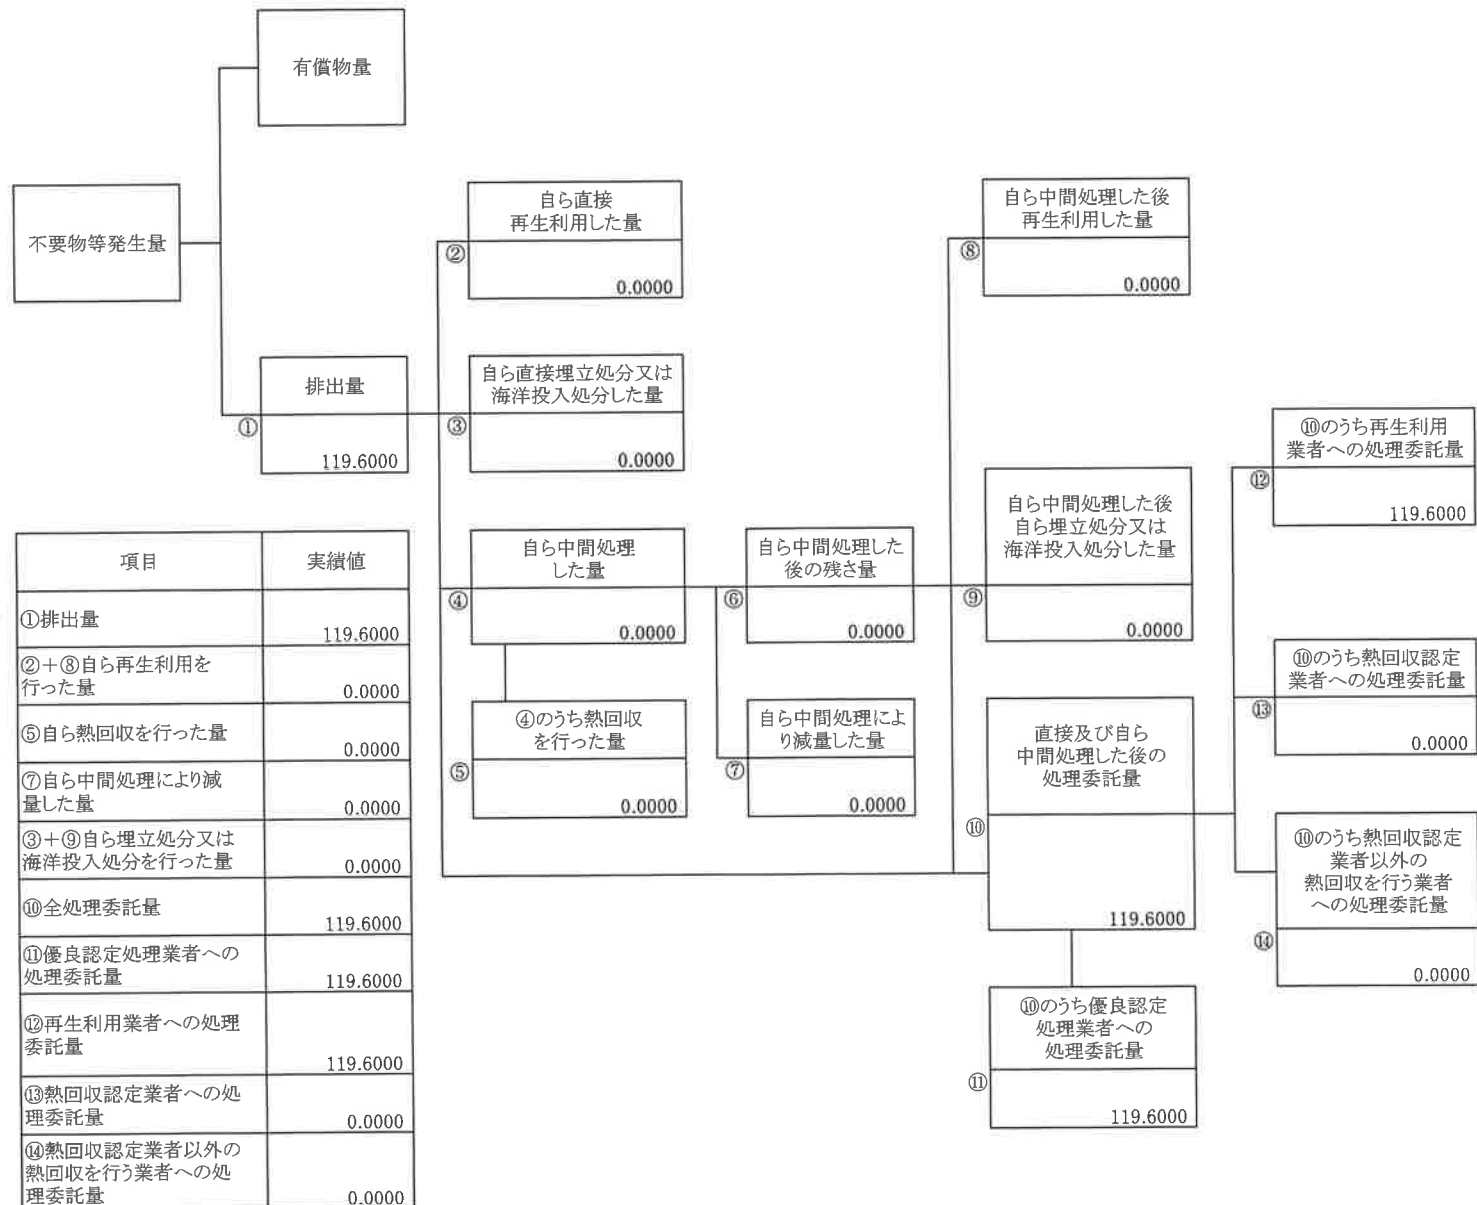 有償物量
不要物等発生量
自ら直接
再生利用した量
②
0.0000
自ら中間処理した後
再生利用した量
⑧
0.0000
排出量
①
119.6000
自ら直接埋立処分又は
海洋投入処分した量
③
0.0000
⑩のうち再生利用
業者への処理委託量
⑫
119.6000
自ら中間処理
した量
④
0.0000
自ら中間処理した
後の残さ量
⑥
0.0000
自ら中間処理した後
自ら埋立処分又は
海洋投入処分した量
⑨
0.0000
④のうち熱回収
を行った量
⑤
0.0000
自ら中間処理によ
り減量した量
⑦
0.0000
直接及び自ら
中間処理した後の
処理委託量
⑩
119.6000
⑩のうち熱回収認定
業者への処理委託量
⑬
0.0000
⑩のうち熱回収認定
業者以外の
熱回収を行う業者
への処理委託量
⑭
0.0000
⑩のうち優良認定
処理業者への
処理委託量
⑪
119.6000
項目 実績値
①排出量
119.6000
②＋⑧自ら再生利用を
行った量
0.0000
⑤自ら熱回収を行った量
0.0000
⑦自ら中間処理により減
量した量
0.0000
③＋⑨自ら埋立処分又は
海洋投入処分を行った量
0.0000
⑩全処理委託量
119.6000
⑪優良認定処理業者への
処理委託量
119.6000
⑫再生利用業者への処理
委託量
119.6000
⑬熱回収認定業者への処
理委託量
0.0000
⑭熱回収認定業者以外の
熱回収を行う業者への処
理委託量
0.0000